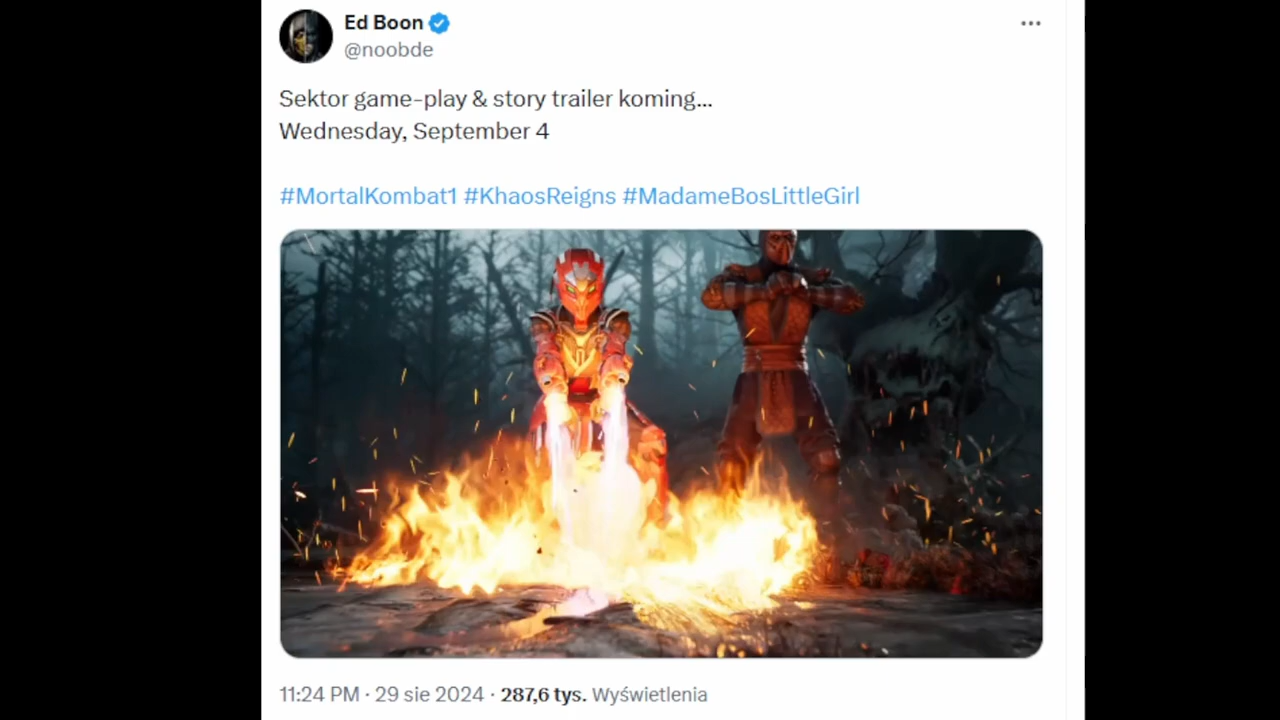 Ed Boon
@noobde
Sektor game-play & story trailer koming...
Wednesday, September 4
#MortalKombat1 #KhaosReigns #MadameBosLittleGirl
11:24 PM · 29 sie 2024 · 287,6 tys. Wyświetlenia